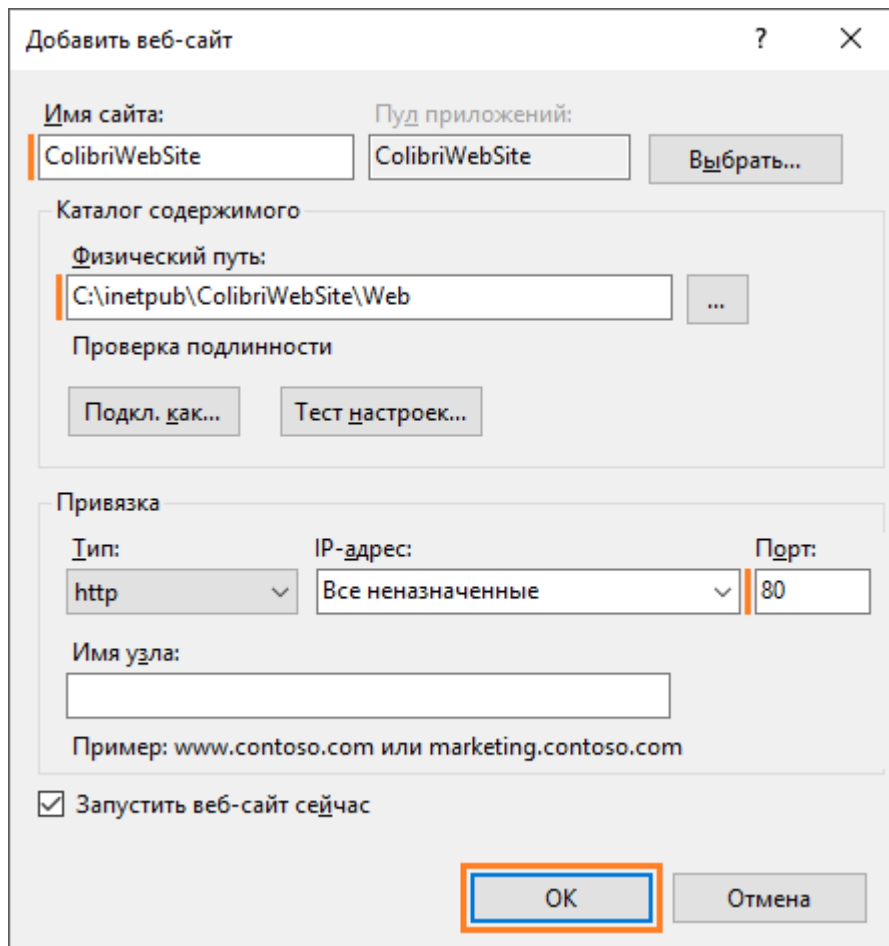 Добавить веб-сайт
?
Имя сайта:
Пул приложений:
ColibriWebSite
ColibriWebSite
Выбрать...
Каталог содержимого
Физический путь:
C:\inetpub\ColibriWebSite\Web
...
Проверка подлинности
Подкл. как...
Тест настроек...
Привязка
Тип:
IP-адрес:
Порт:
http
Все неназначенные
80
Имя узла:
Пример: www.contoso.com или marketing.contoso.com
Запустить веб-сайт сейчас
ОК
Отмена